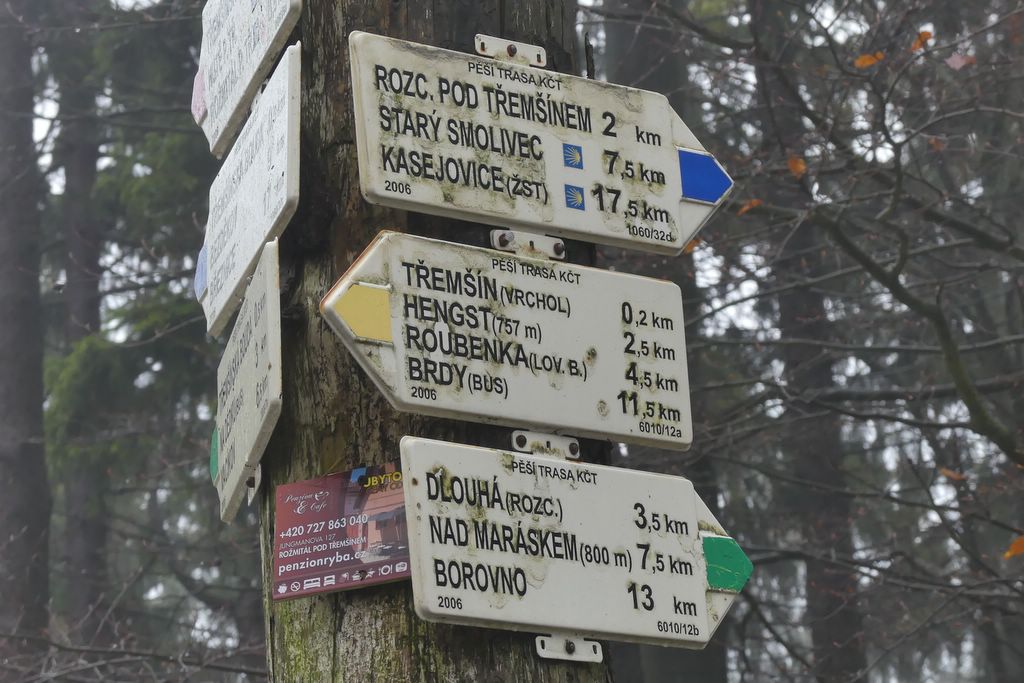 PĚŠÍ TRASA KČT
ROZC. POD TŘEMŠÍNEM 2 km
STARÝ SMOLIVEC 7,5 km
KASEJOVICE (ŽST) 17,5 km
2006 1060/32d
PĚŠÍ TRASA KČT
TŘEMŠÍN (VRCHOL) 0,2 km
HENGST (757 m) 2,5 km
ROUBENKA (LOV. B.) 4,5 km
BRDY (BUS) 11,5 km
2006 6010/12a
PĚŠÍ TRASA KČT
DLOUHÁ (ROZC.) 3,5 km
NAD MARÁSKEM (800 m) 7,5 km
BOROVNO 13 km
2006 6010/12b
UBYTO
Penzion
& Cafe
+420 727 863 040
JUNGMANOVA 127
ROŽMITÁL POD TŘEMŠÍNEM
penzionryba.cz